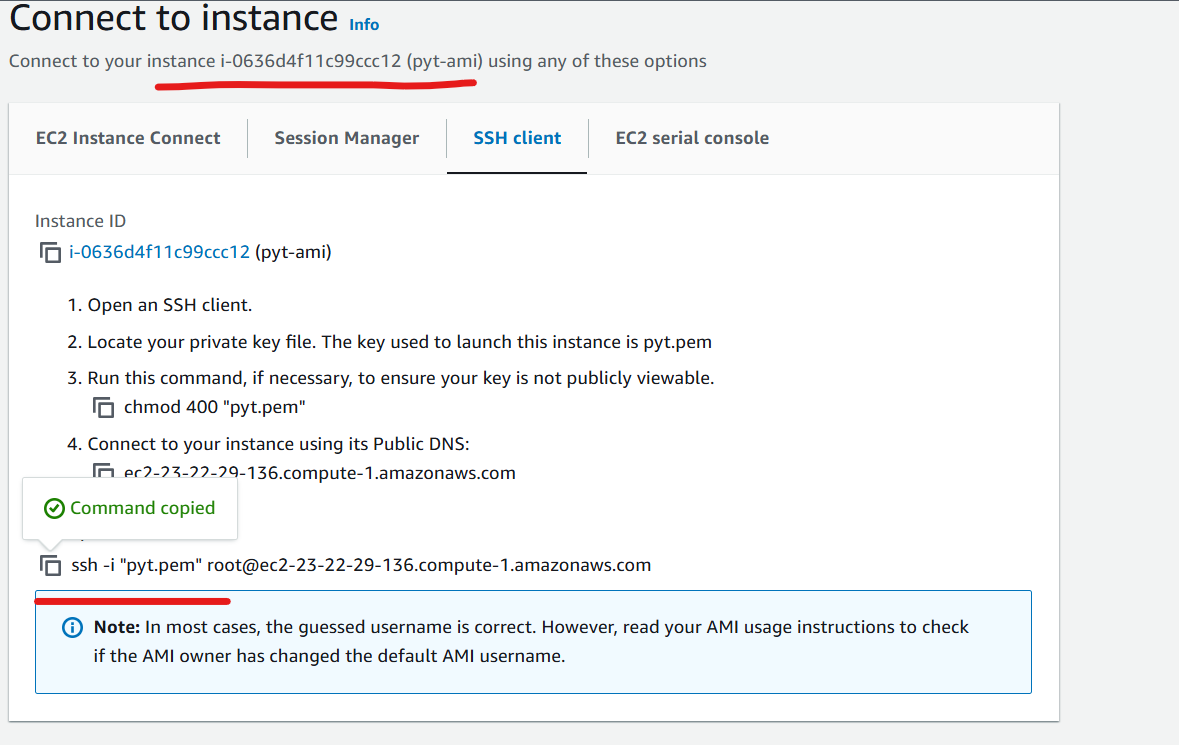 Connect to instance Info
Connect to your instance i-0636d4f11c99ccc12 (pyt-ami) using any of these options
EC2 Instance Connect
Session Manager
SSH client
EC2 serial console
Instance ID
i-0636d4f11c99ccc12 (pyt-ami)
1. Open an SSH client.
2. Locate your private key file. The key used to launch this instance is pyt.pem
3. Run this command, if necessary, to ensure your key is not publicly viewable.
chmod 400 "pyt.pem"
4. Connect to your instance using its Public DNS:
ec2-23-22-29-136.compute-1.amazonaws.com
Command copied
ssh -i "pyt.pem" root@ec2-23-22-29-136.compute-1.amazonaws.com
Note: In most cases, the guessed username is correct. However, read your AMI usage instructions to check
if the AMI owner has changed the default AMI username.